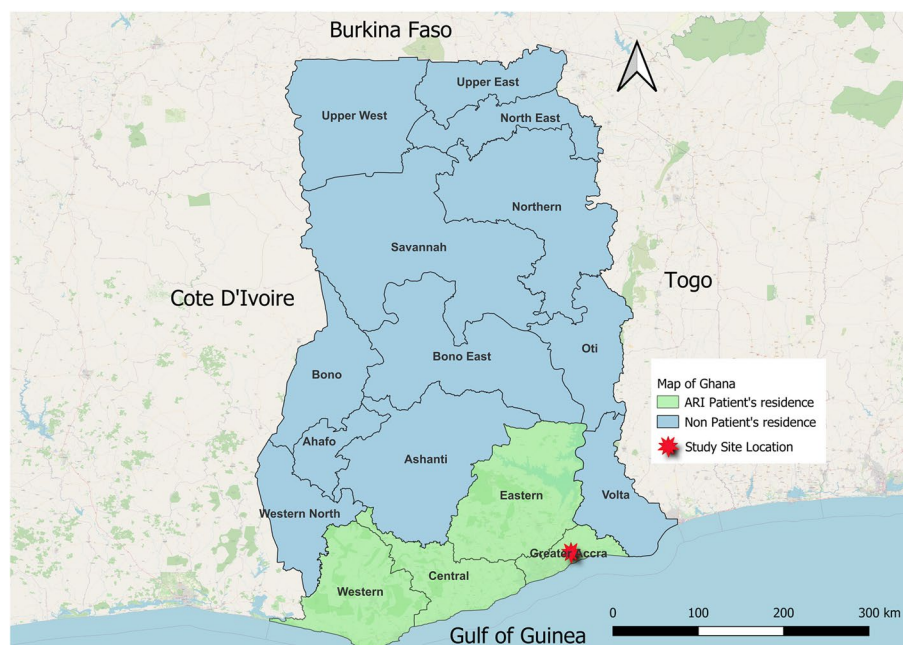 Burkina Faso
Upper East
Upper West
North East
Northern
Savannah
Togo
Cote D'Ivoire
Oti
Bono East
Bono
Map of Ghana
ARI Patient's residence
Non Patient's residence
Study Site Location
Ahafo
Ashanti
Eastern
Volta
Western North
Greater Accra
Central
Western
0 100 200 300 km
Gulf of Guinea